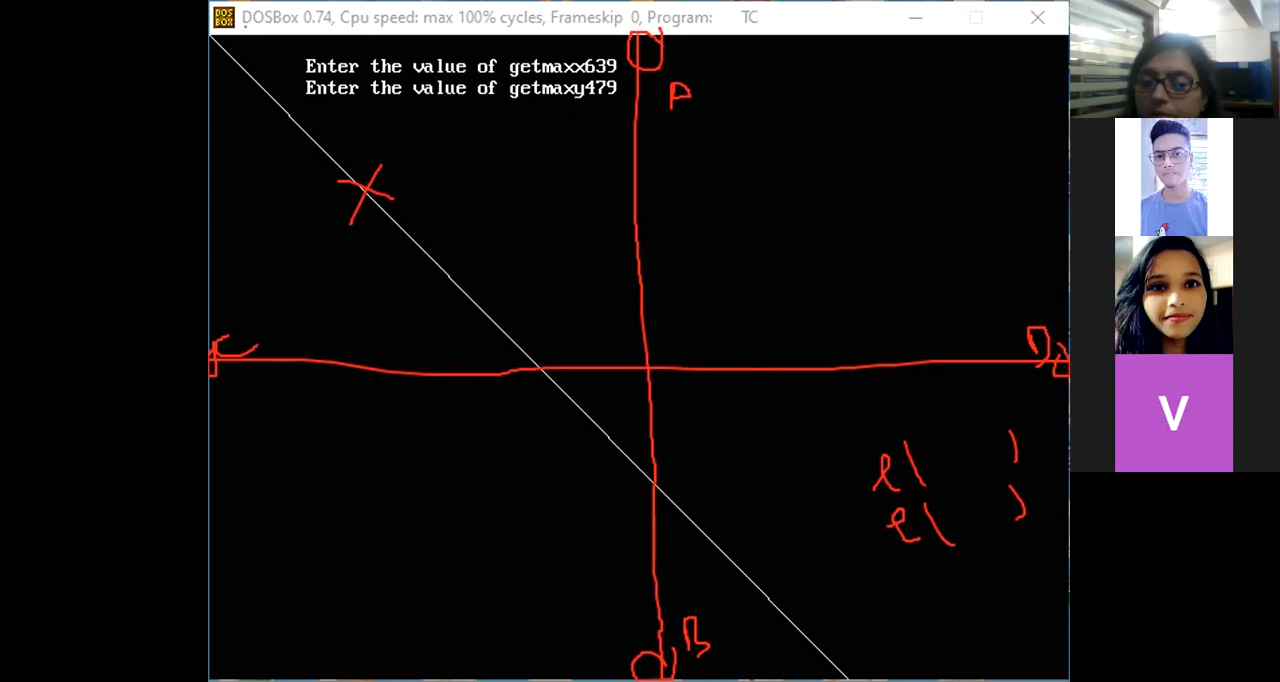 DOSBox 0.74, Cpu speed: max 100% cycles, Frameskip 0, Program: TC
Enter the value of getmaxx639
Enter the value of getmaxy479
A
C D
l( )
l( )
B
V